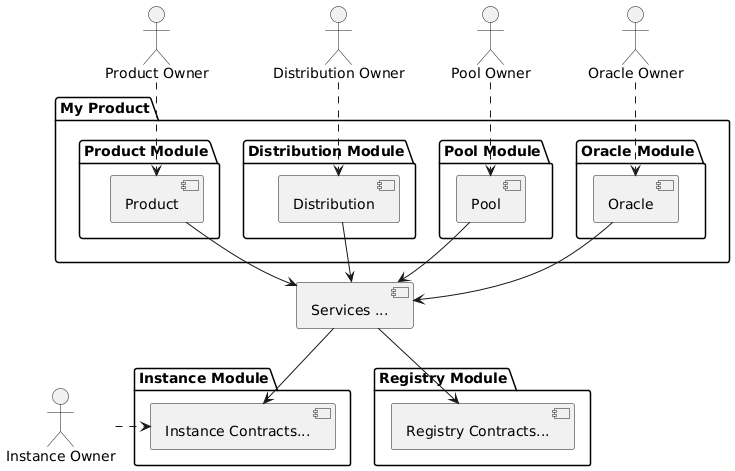 Product Owner
Distribution Owner
Pool Owner
Oracle Owner
My Product
Product Module
Distribution Module
Pool Module
Oracle Module
Product
Distribution
Pool
Oracle
Services ...
Instance Module
Registry Module
Instance Contracts...
Registry Contracts...
Instance Owner